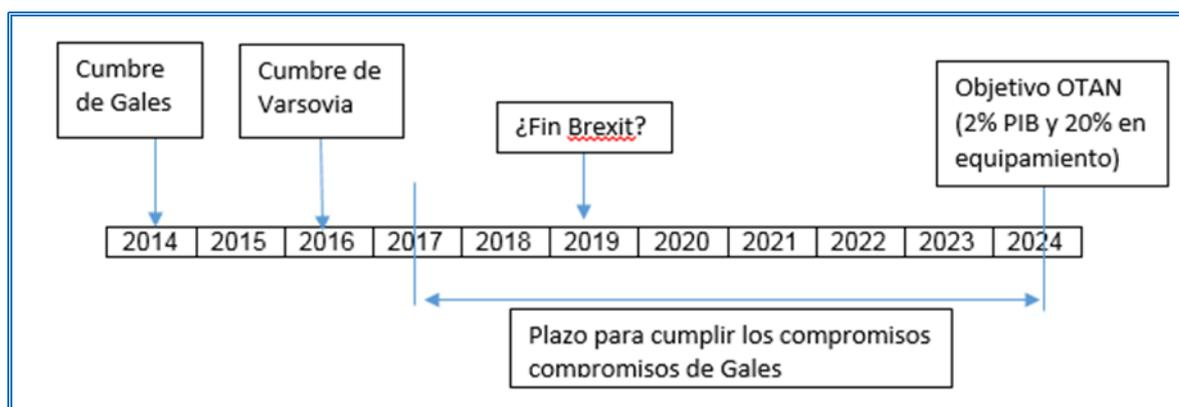 Cumbre
de Gales
Cumbre de
Varsovia
¿Fin Brexit?
Objetivo OTAN
(2% PIB y 20% en
equipamiento)
2014 2015 2016 2017 2018 2019 2020 2021 2022 2023 2024
Plazo para cumplir los compromisos
compromisos de Gales